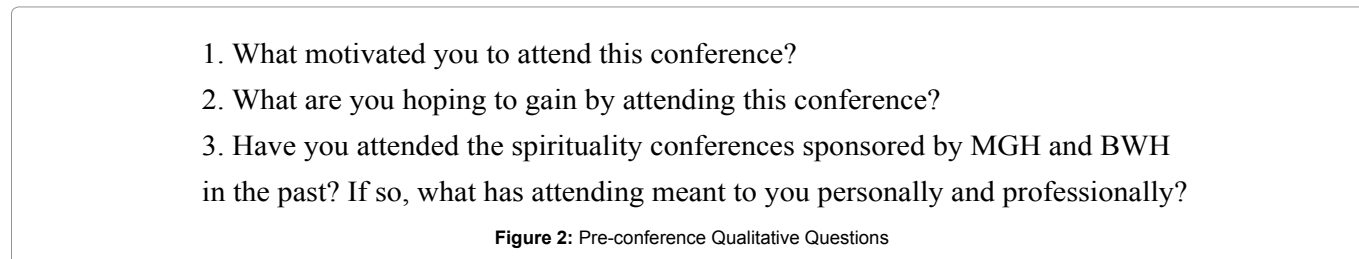 1. What motivated you to attend this conference?
2. What are you hoping to gain by attending this conference?
3. Have you attended the spirituality conferences sponsored by MGH and BWH
in the past? If so, what has attending meant to you personally and professionally?
Figure 2: Pre-conference Qualitative Questions